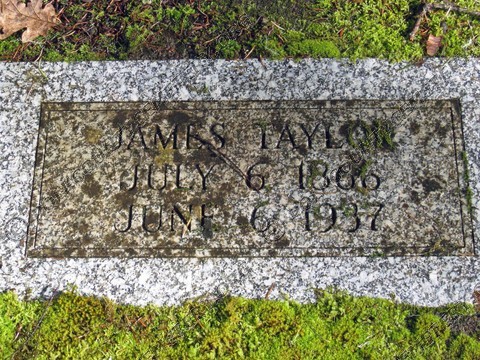 JAMES TAYLOR
JULY 6 1866
JUNE 6, 1937